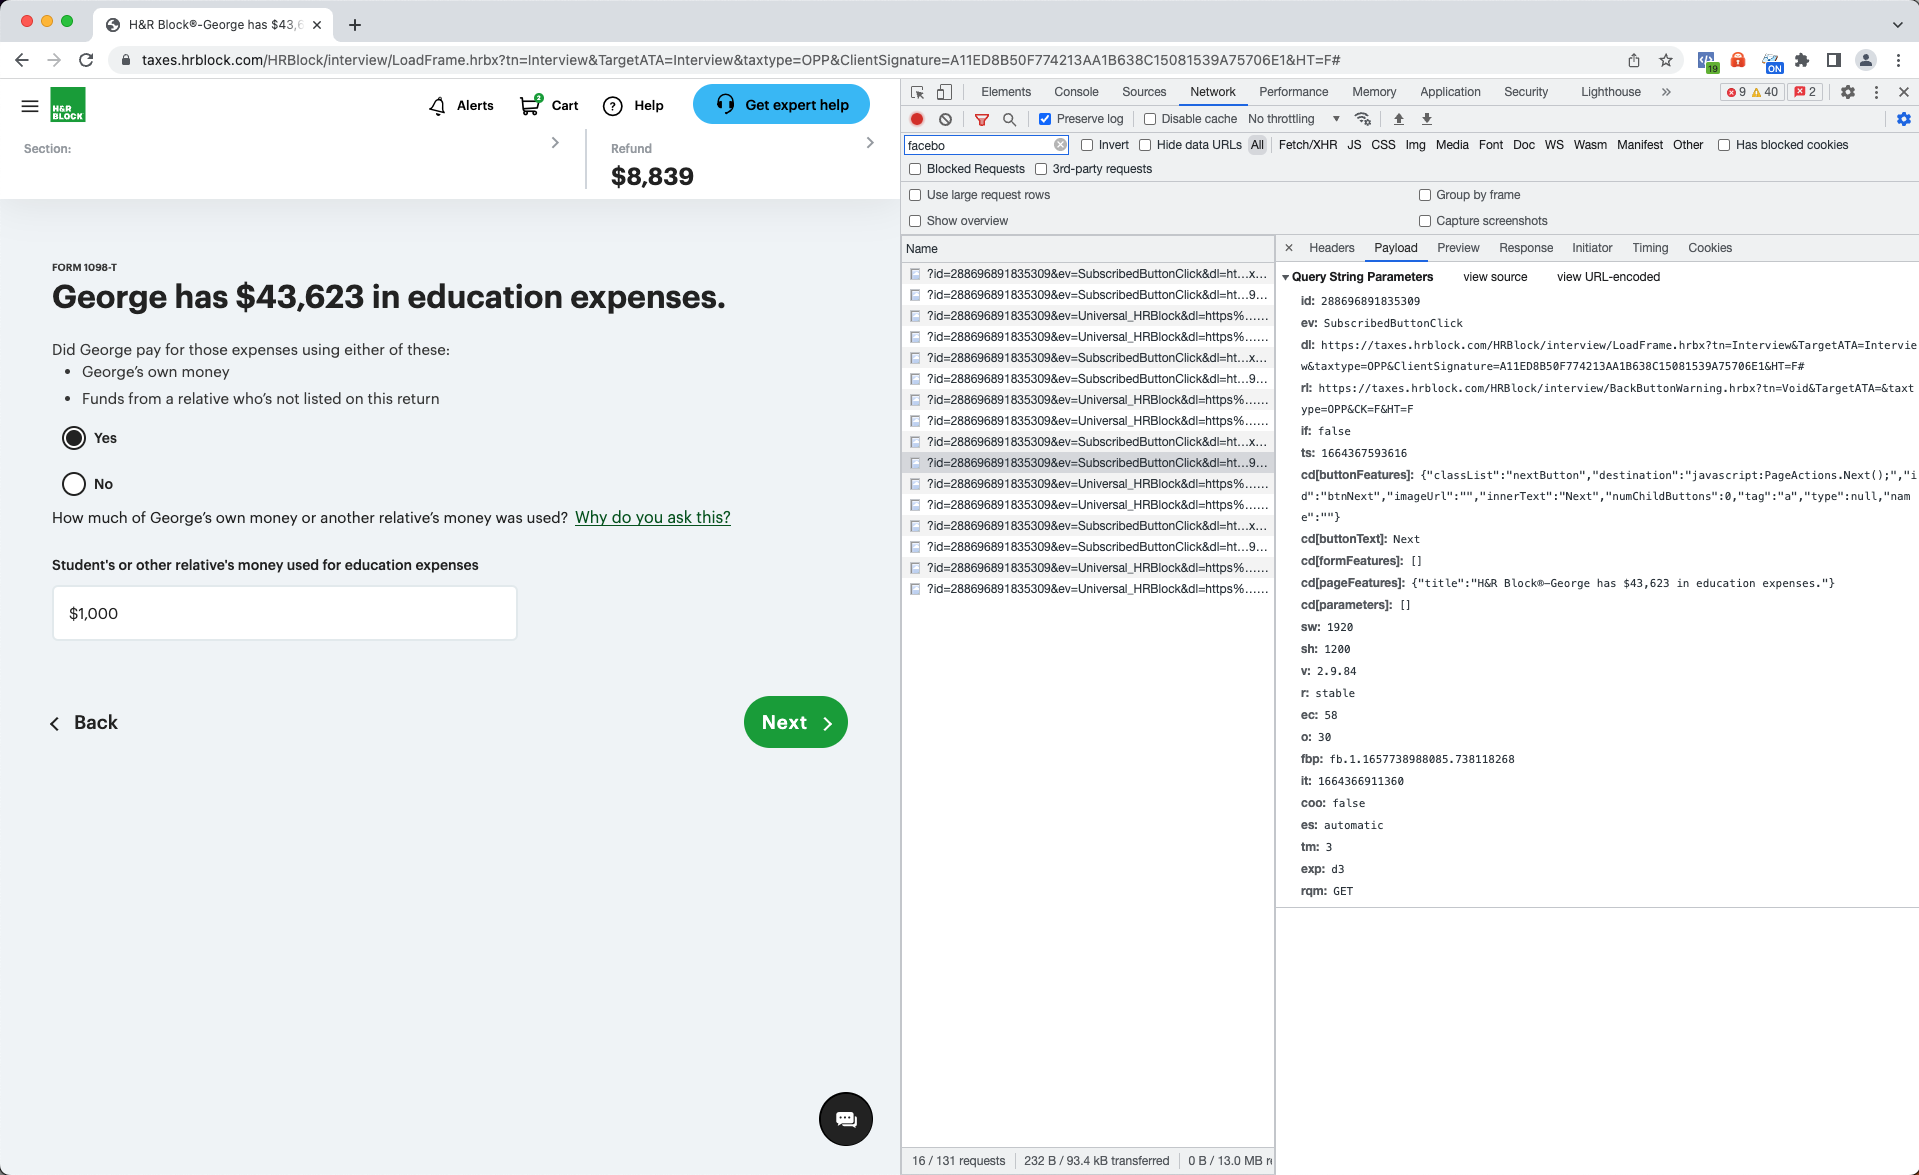 H&R Block®-George has $43,6
taxes.hrblock.com/HRBlock/interview/LoadFrame.hrbx?tn=Interview&TargetATA=Interview&taxtype=OPP&ClientSignature=A11ED8B50F774213AA1B638C15081539A75706E1&HT=F#
19
ON
H&R
BLOCK
Alerts
2
Cart
Help
Get expert help
Section:
Refund
$8,839
FORM 1098-T
George has $43,623 in education expenses.
Did George pay for those expenses using either of these:
• George’s own money
• Funds from a relative who’s not listed on this return
Yes
No
How much of George’s own money or another relative’s money was used? Why do you ask this?
Student's or other relative's money used for education expenses
$1,000
Back
Next
Elements Console Sources Network Performance Memory Application Security Lighthouse » 9 40 2
Preserve log Disable cache No throttling
facebo
Invert Hide data URLs All Fetch/XHR JS CSS Img Media Font Doc WS Wasm Manifest Other Has blocked cookies
Blocked Requests 3rd-party requests
Use large request rows Group by frame
Show overview Capture screenshots
Name
?id=288696891835309&ev=SubscribedButtonClick&dl=ht…x…
?id=288696891835309&ev=SubscribedButtonClick&dl=ht…9…
?id=288696891835309&ev=Universal_HRBlock&dl=https%……
?id=288696891835309&ev=Universal_HRBlock&dl=https%……
?id=288696891835309&ev=SubscribedButtonClick&dl=ht…x…
?id=288696891835309&ev=SubscribedButtonClick&dl=ht…9…
?id=288696891835309&ev=Universal_HRBlock&dl=https%……
?id=288696891835309&ev=Universal_HRBlock&dl=https%……
?id=288696891835309&ev=SubscribedButtonClick&dl=ht…x…
?id=288696891835309&ev=SubscribedButtonClick&dl=ht…9…
?id=288696891835309&ev=Universal_HRBlock&dl=https%……
?id=288696891835309&ev=Universal_HRBlock&dl=https%……
?id=288696891835309&ev=SubscribedButtonClick&dl=ht…x…
?id=288696891835309&ev=SubscribedButtonClick&dl=ht…9…
?id=288696891835309&ev=Universal_HRBlock&dl=https%……
?id=288696891835309&ev=Universal_HRBlock&dl=https%……
16 / 131 requests 232 B / 93.4 kB transferred 0 B / 13.0 MB r
Headers Payload Preview Response Initiator Timing Cookies
Query String Parameters view source view URL-encoded
id: 288696891835309
ev: SubscribedButtonClick
dl: https://taxes.hrblock.com/HRBlock/interview/LoadFrame.hrbx?tn=Interview&TargetATA=Intervie
w&taxtype=OPP&ClientSignature=A11ED8B50F774213AA1B638C15081539A75706E1&HT=F#
rl: https://taxes.hrblock.com/HRBlock/interview/BackButtonWarning.hrbx?tn=Void&TargetATA=&taxt
ype=OPP&CK=F&HT=F
if: false
ts: 1664367593616
cd[buttonFeatures]: {"classList":"nextButton","destination":"javascript:PageActions.Next();","i
d":"btnNext","imageUrl":"","innerText":"Next","numChildButtons":0,"tag":"a","type":null,"nam
e":""}
cd[buttonText]: Next
cd[formFeatures]: []
cd[pageFeatures]: {"title":"H&R Block®—George has $43,623 in education expenses."}
cd[parameters]: []
sw: 1920
sh: 1200
v: 2.9.84
r: stable
ec: 58
o: 30
fbp: fb.1.1657738988085.738118268
it: 1664366911360
coo: false
es: automatic
tm: 3
exp: d3
rqm: GET